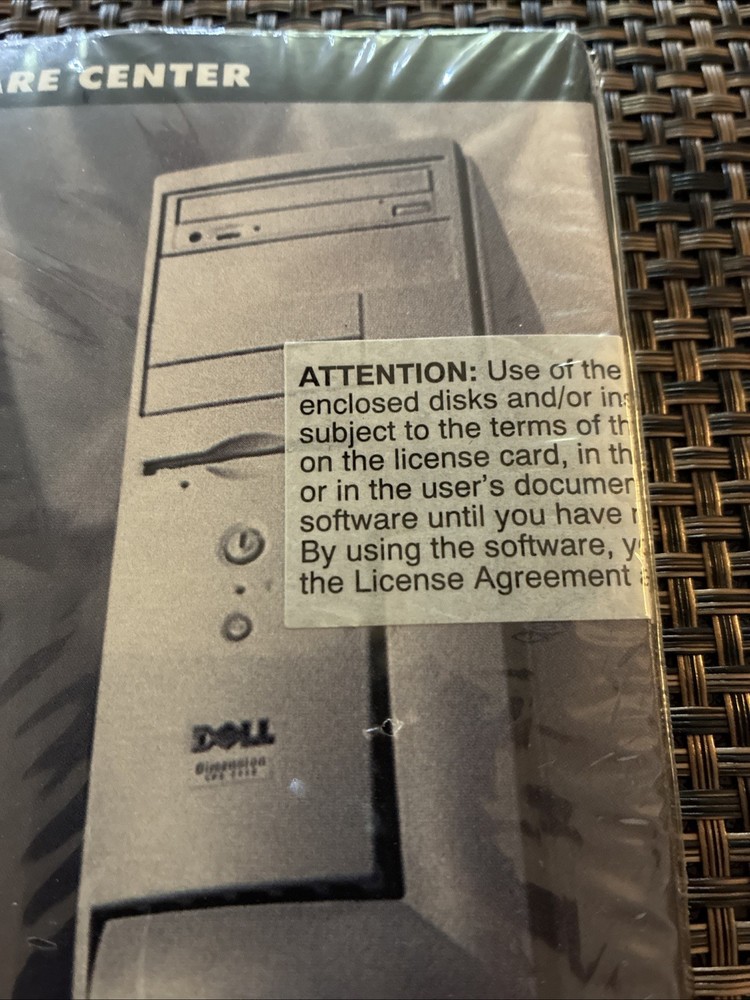 ARE CENTER
ATTENTION: Use of the
enclosed disks and/or in
subject to the terms of th
on the license card, in th
or in the user's documen
software until you have r
By using the software, y
the License Agreement
DELL
Dimension